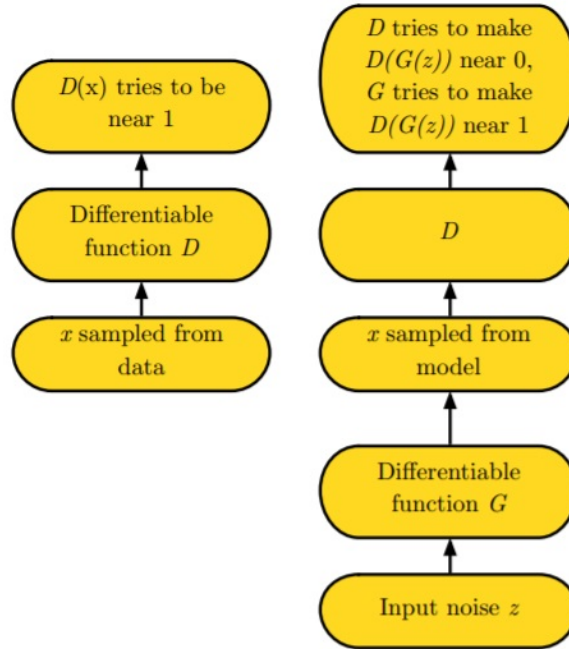 D(x) tries to be
near 1
Differentiable
function D
x sampled from
data
D tries to make
D(G(z)) near 0,
G tries to make
D(G(z)) near 1
D
x sampled from
model
Differentiable
function G
Input noise z